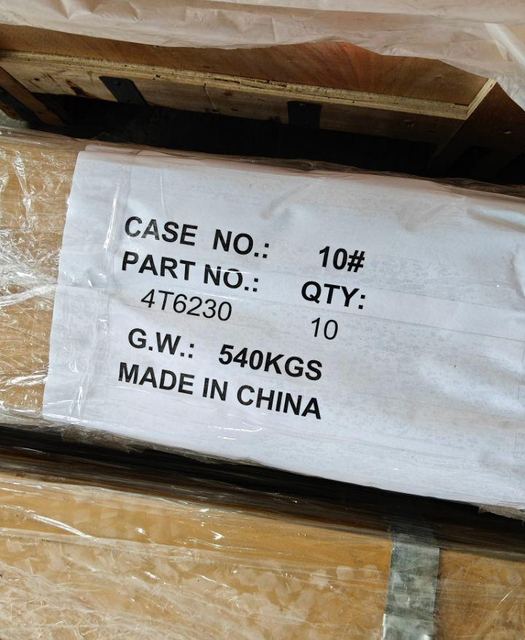 CASE NO.: 10#
PART NO.: QTY:
4T6230 10
G.W.: 540KGS
MADE IN CHINA